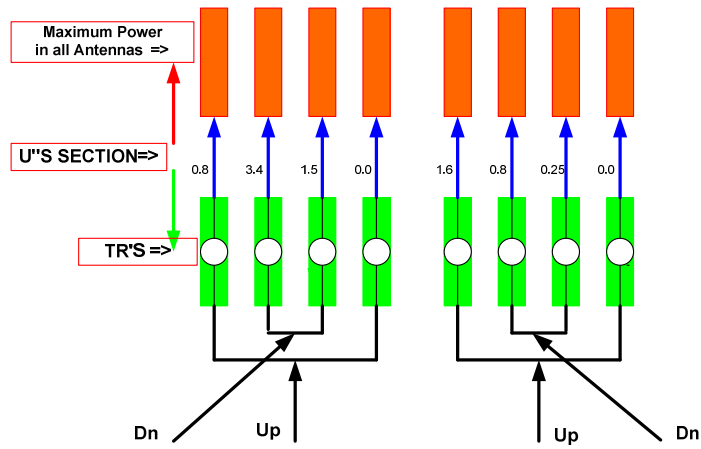 Maximum Power
in all Antennas =>
U"S SECTION=>
0.8 3.4 1.5 0.0 1.6 0.8 0.25 0.0
TR'S =>
Dn Up Up Dn